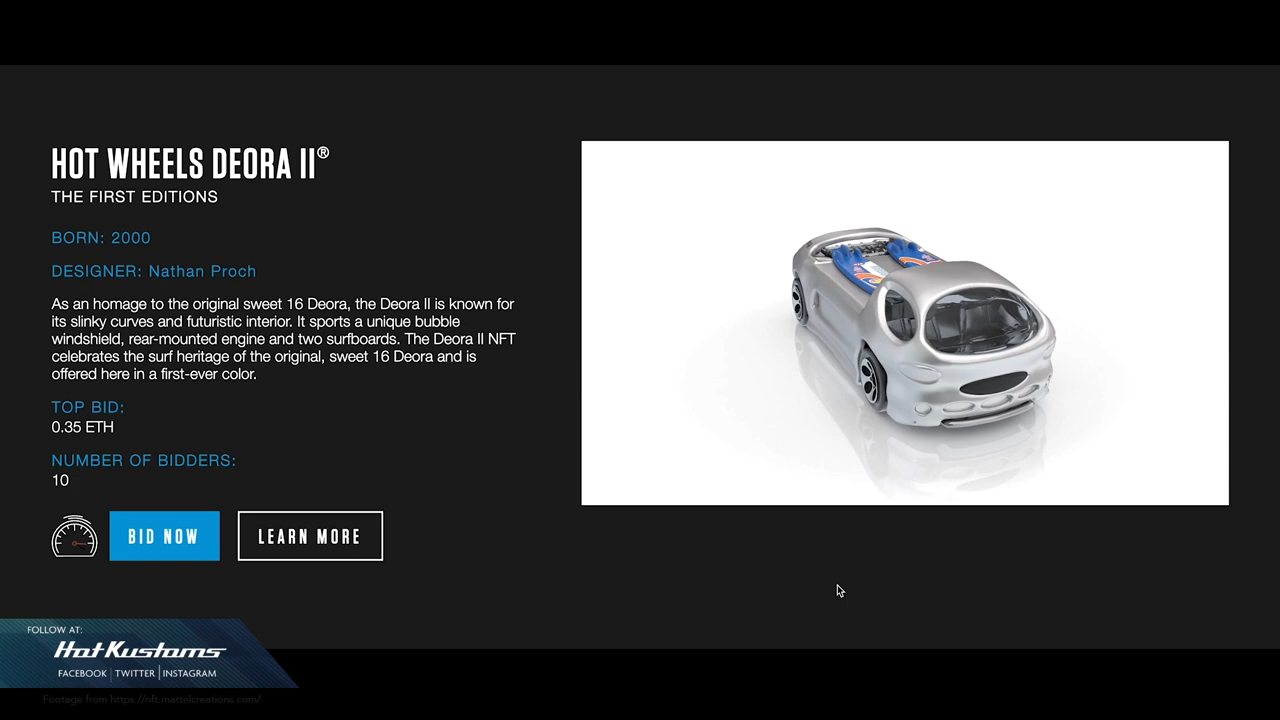 HOT WHEELS DEORA II®
THE FIRST EDITIONS
BORN: 2000
DESIGNER: Nathan Proch
As an homage to the original sweet 16 Deora, the Deora II is known for
its slinky curves and futuristic interior. It sports a unique bubble
windshield, rear-mounted engine and two surfboards. The Deora II NFT
celebrates the surf heritage of the original, sweet 16 Deora and is
offered here in a first-ever color.
TOP BID:
0.35 ETH
NUMBER OF BIDDERS:
10
BID NOW
LEARN MORE
FOLLOW AT:
HotKustoms
FACEBOOK | TWITTER | INSTAGRAM
Footage from https://nft.mattelcreations.com/